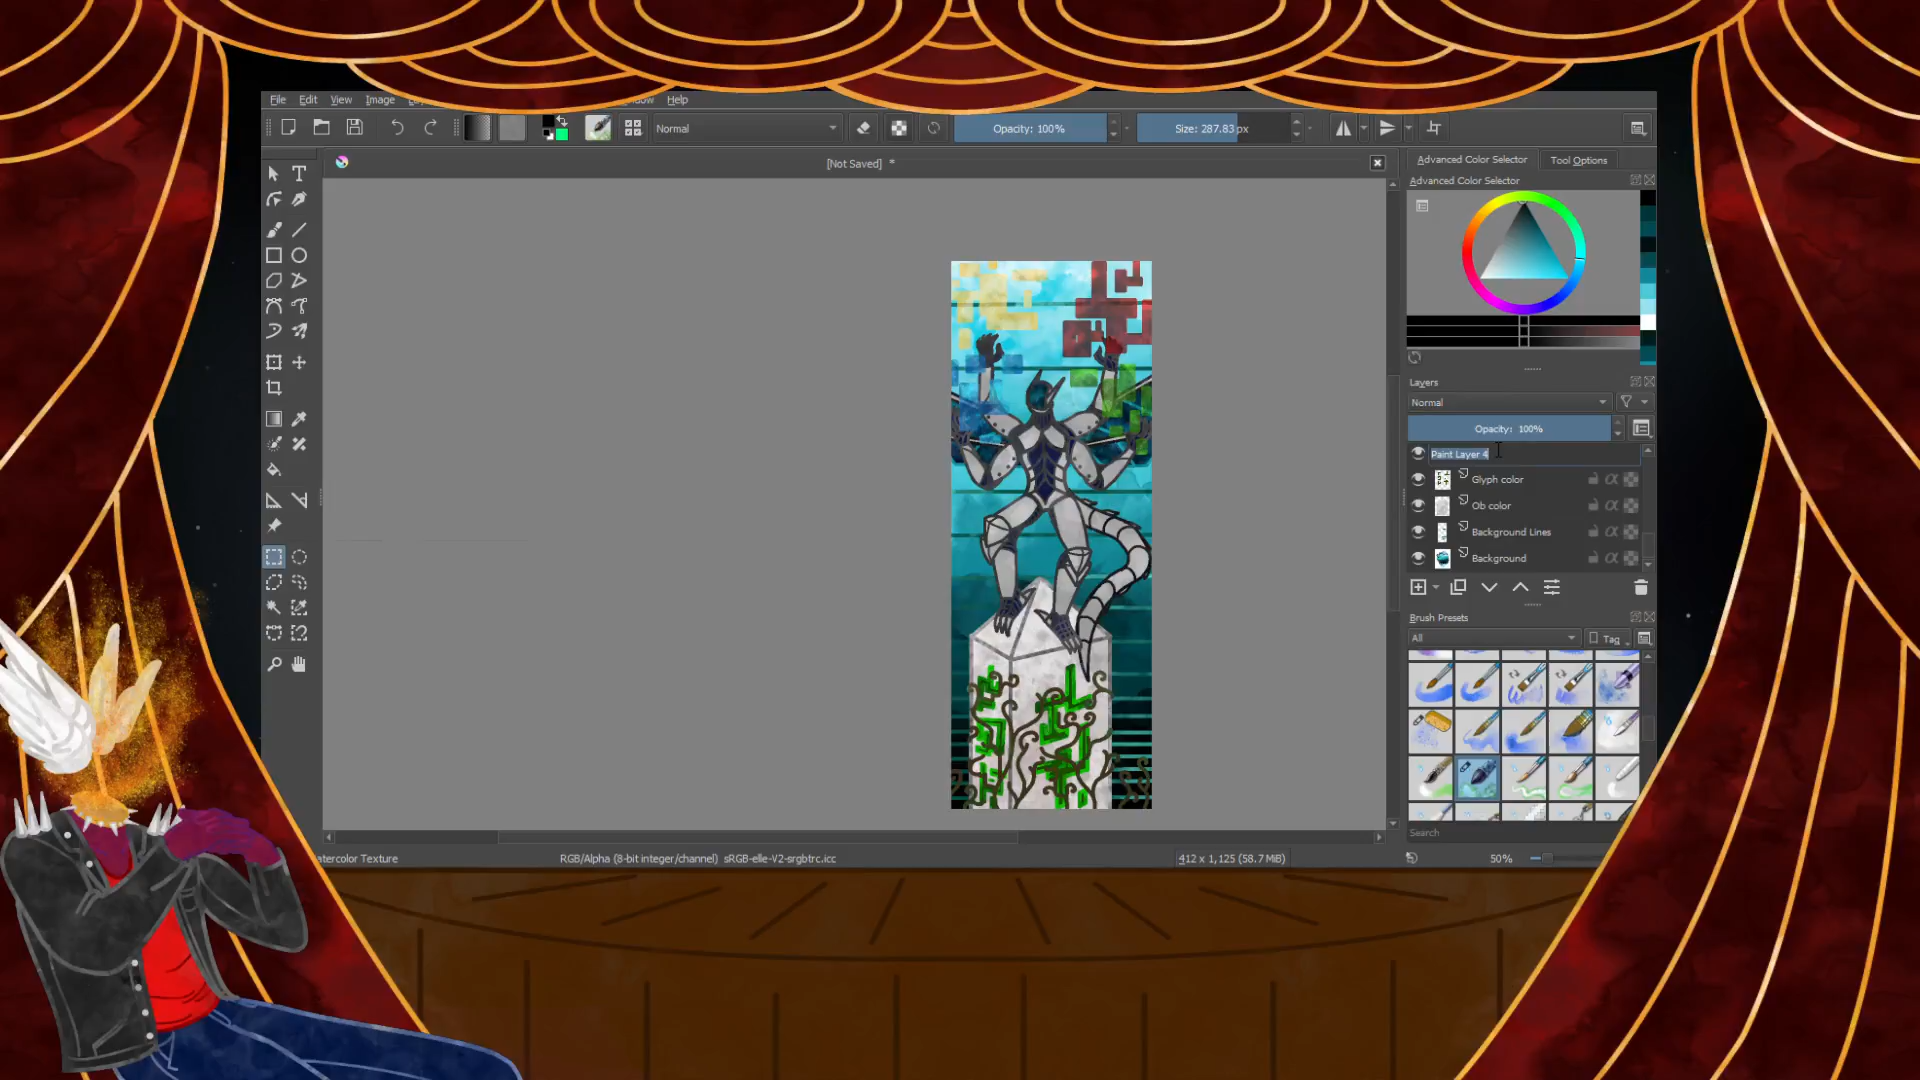 File Edit View Image Help
Normal
Opacity: 100%
Size: 287.83 px
[Not Saved] *
Advanced Color Selector
Tool Options
Advanced Color Selector
Layers
Normal
Opacity: 100%
Paint Layer 4
Glyph color
Ob color
Background Lines
Background
Brush Presets
All
Tag
Search
atercolor Texture
RGB/Alpha (8-bit integer/channel) sRGB-elle-V2-srgbtrc.icc
412 x 1,125 (58.7 MiB)
50%